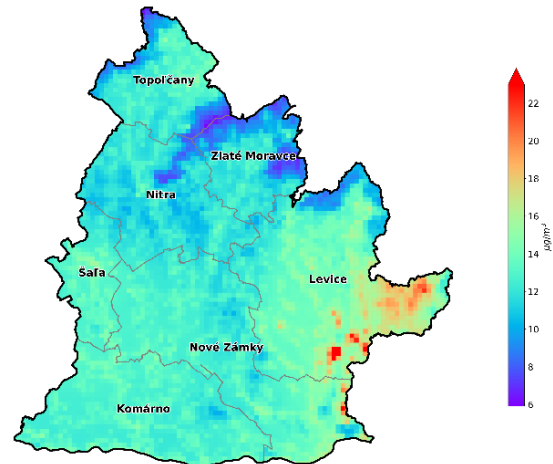 Topoľčany
Zlaté Moravce
Nitra
Šaľa
Levice
Nové Zámky
Komárno
22
20
18
16
14
12
10
8
6
μg/m³